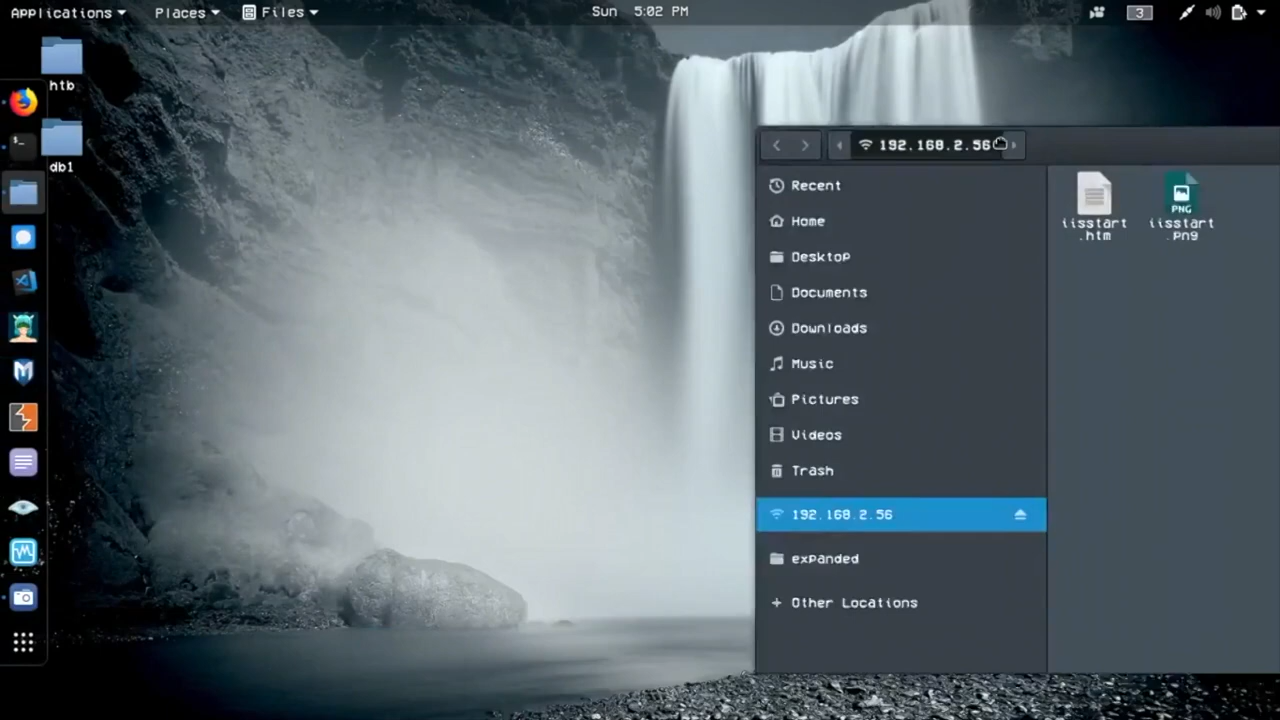 Applications Places Files Sun 5:02 PM 3
htb
db1
192.168.2.56
Recent
Home
Desktop
Documents
Downloads
Music
Pictures
Videos
Trash
192.168.2.56
expanded
+ Other Locations
iisstart
.htm
PNG
iisstart
.png